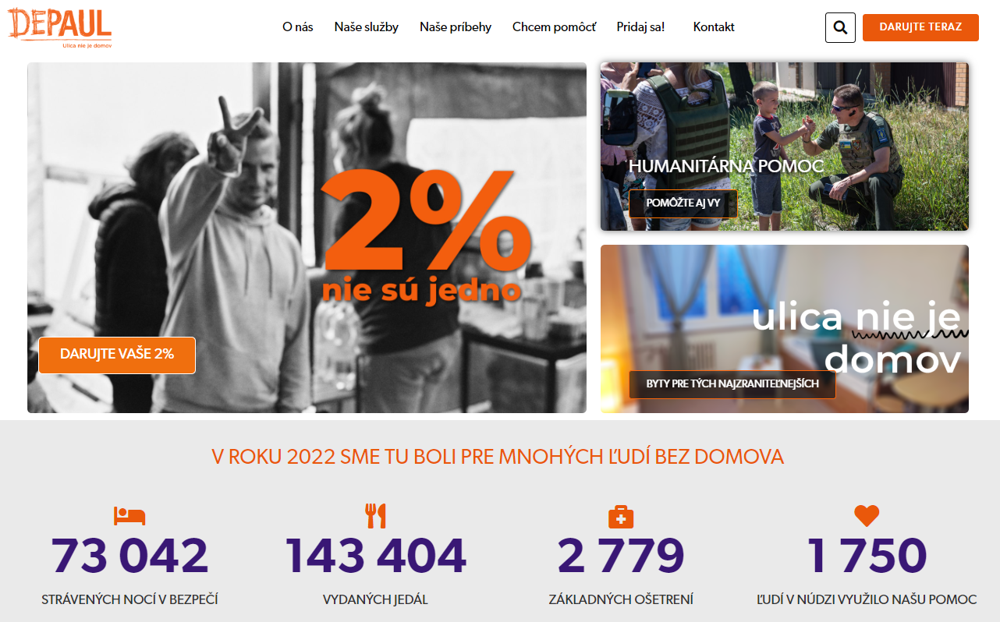 DEPAUL
Ulica nie je domov
O nás
Naše služby
Naše príbehy
Chcem pomôcť
Pridaj sa!
Kontakt
DARUJTE TERAZ
2%
nie sú jedno
DARUJTE VAŠE 2%
HUMANITÁRNA POMOC
POMÔŽTE AJ VY
ulica nie je
domov
BYTY PRE TÝCH NAJZRANITEĽNEJŠÍCH
V ROKU 2022 SME TU BOLI PRE MNOHÝCH ĽUDÍ BEZ DOMOVA
73 042
143 404
2 779
1 750
STRÁVENÝCH NOCÍ V BEZPEČÍ
VYDANÝCH JEDÁL
ZÁKLADNÝCH OŠETRENÍ
ĽUDÍ V NÚDZI VYUŽILO NAŠU POMOC